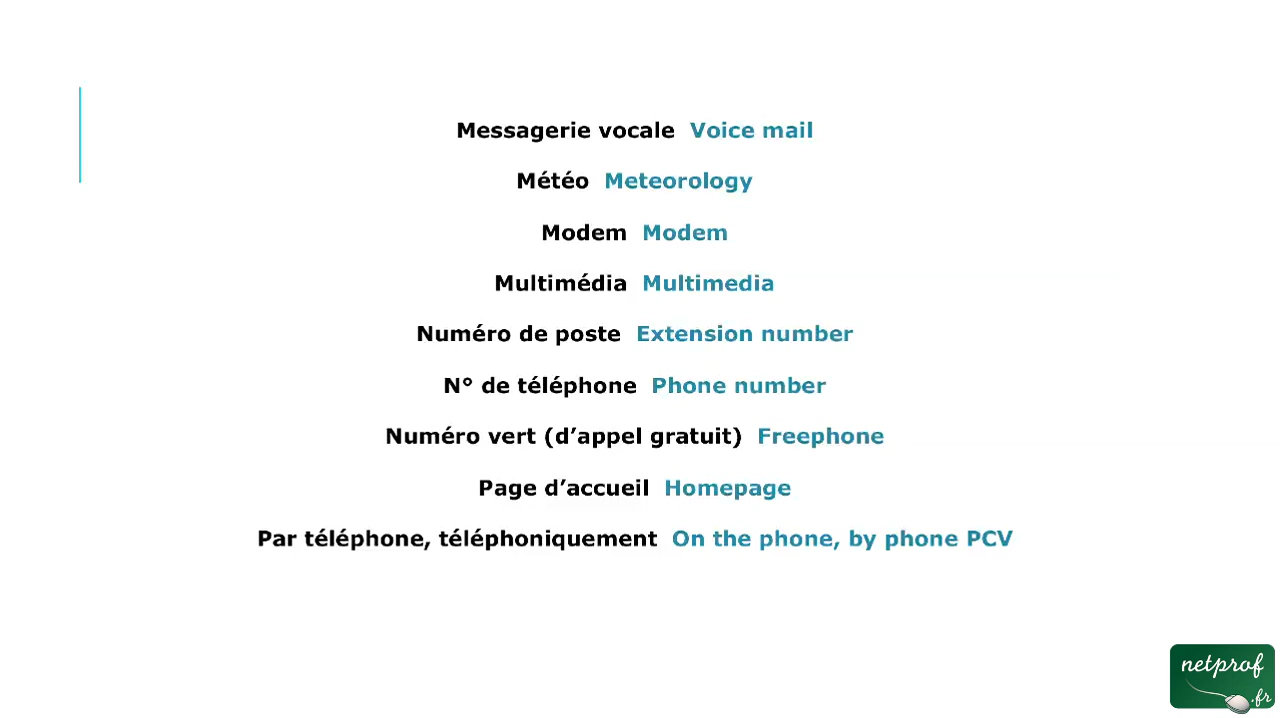 Messagerie vocale Voice mail
Météo Meteorology
Modem Modem
Multimédia Multimedia
Numéro de poste Extension number
N° de téléphone Phone number
Numéro vert (d’appel gratuit) Freephone
Page d’accueil Homepage
Par téléphone, téléphoniquement On the phone, by phone PCV
netprof
.fr